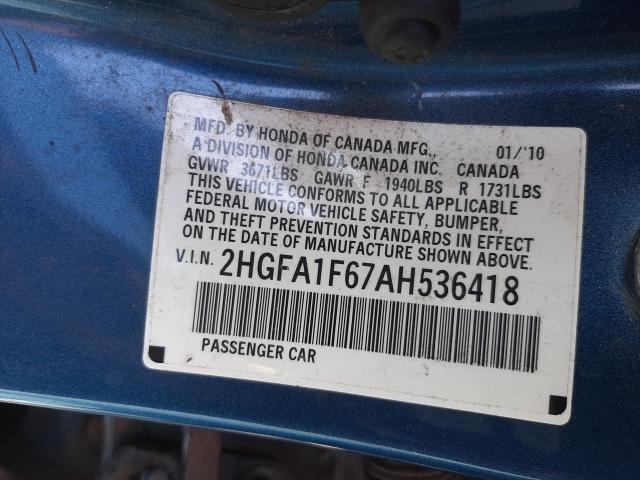 MFD. BY HONDA OF CANADA MFG., 01/'10
A DIVISION OF HONDA CANADA INC. CANADA
GVWR 3671LBS GAWR F 1940LBS R 1731LBS
THIS VEHICLE CONFORMS TO ALL APPLICABLE
FEDERAL MOTOR VEHICLE SAFETY, BUMPER,
AND THEFT PREVENTION STANDARDS IN EFFECT
ON THE DATE OF MANUFACTURE SHOWN ABOVE.
V.I.N. 2HGFA1F67AH536418
PASSENGER CAR